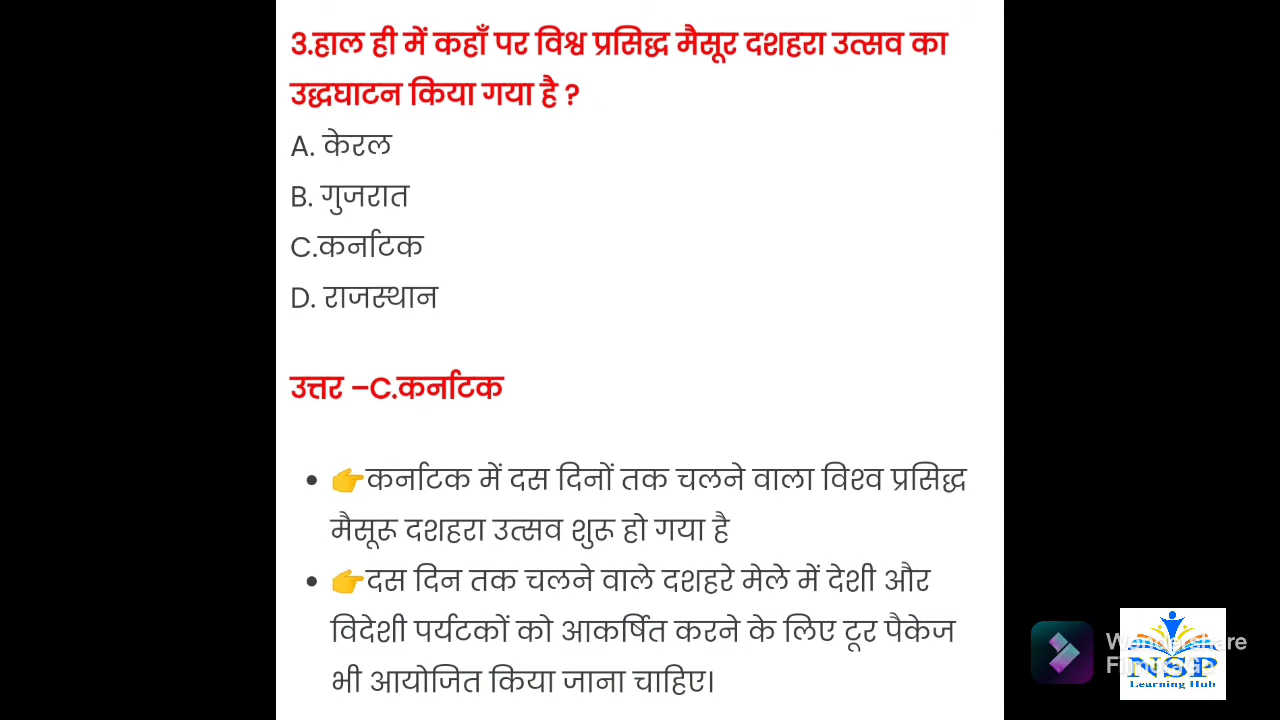 3.हाल ही में कहाँ पर विश्व प्रसिद्ध मैसूर दशहरा उत्सव का
उद्धघाटन किया गया है ?
A. केरल
B. गुजरात
C.कर्नाटक
D. राजस्थान
उत्तर –C.कर्नाटक
• 👉कर्नाटक में दस दिनों तक चलने वाला विश्व प्रसिद्ध
मैसूरू दशहरा उत्सव शुरू हो गया है
• 👉दस दिन तक चलने वाले दशहरे मेले में देशी और
विदेशी पर्यटकों को आकर्षित करने के लिए टूर पैकेज
भी आयोजित किया जाना चाहिए।
Wondershare
NSP
Learning Hub